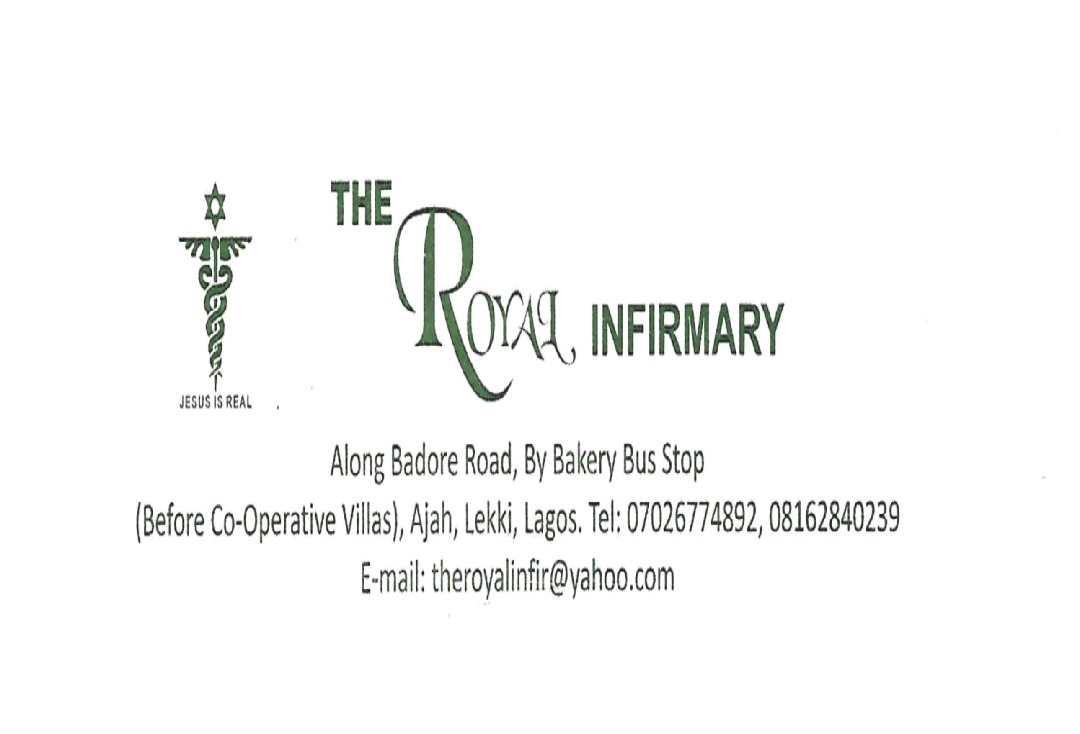 THE ROYAL INFIRMARY
JESUS IS REAL
Along Badore Road, By Bakery Bus Stop
(Before Co-Operative Villas), Ajah, Lekki, Lagos. Tel: 07026774892, 08162840239
E-mail: theroyalinfir@yahoo.com